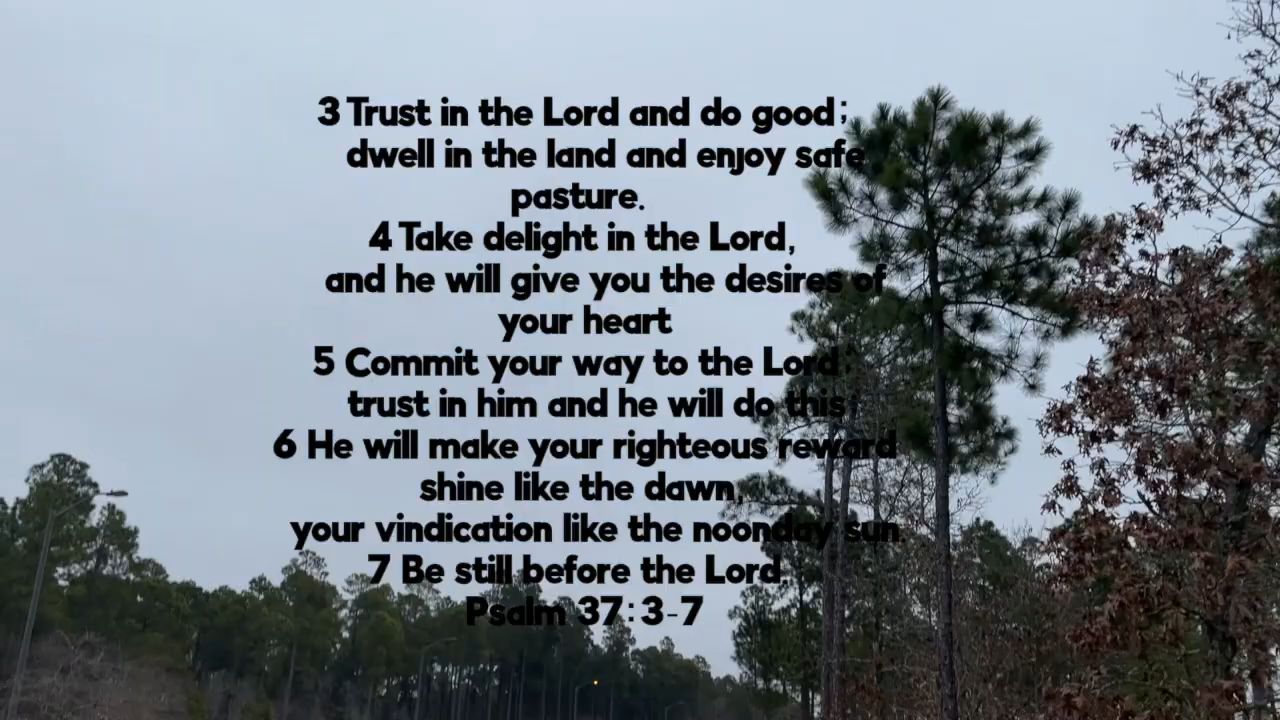 3 Trust in the Lord and do good;
dwell in the land and enjoy safe
pasture.
4 Take delight in the Lord,
and he will give you the desires of
your heart
5 Commit your way to the Lord;
trust in him and he will do this;
6 He will make your righteous reward
shine like the dawn,
your vindication like the noonday sun.
7 Be still before the Lord,
Psalm 37:3-7